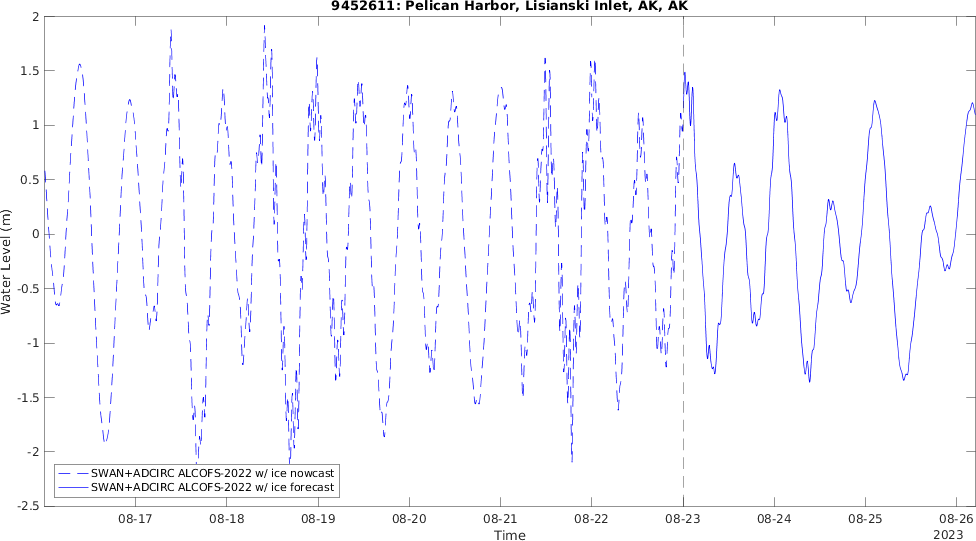 9452611: Pelican Harbor, Lisianski Inlet, AK, AK
2
1.5
1
0.5
0
-0.5
-1
-1.5
-2
-2.5
Water Level (m)
SWAN+ADCIRC ALCOFS-2022 w/ ice nowcast
SWAN+ADCIRC ALCOFS-2022 w/ ice forecast
08-17 08-18 08-19 08-20 08-21 08-22 08-23 08-24 08-25 08-26
Time
2023